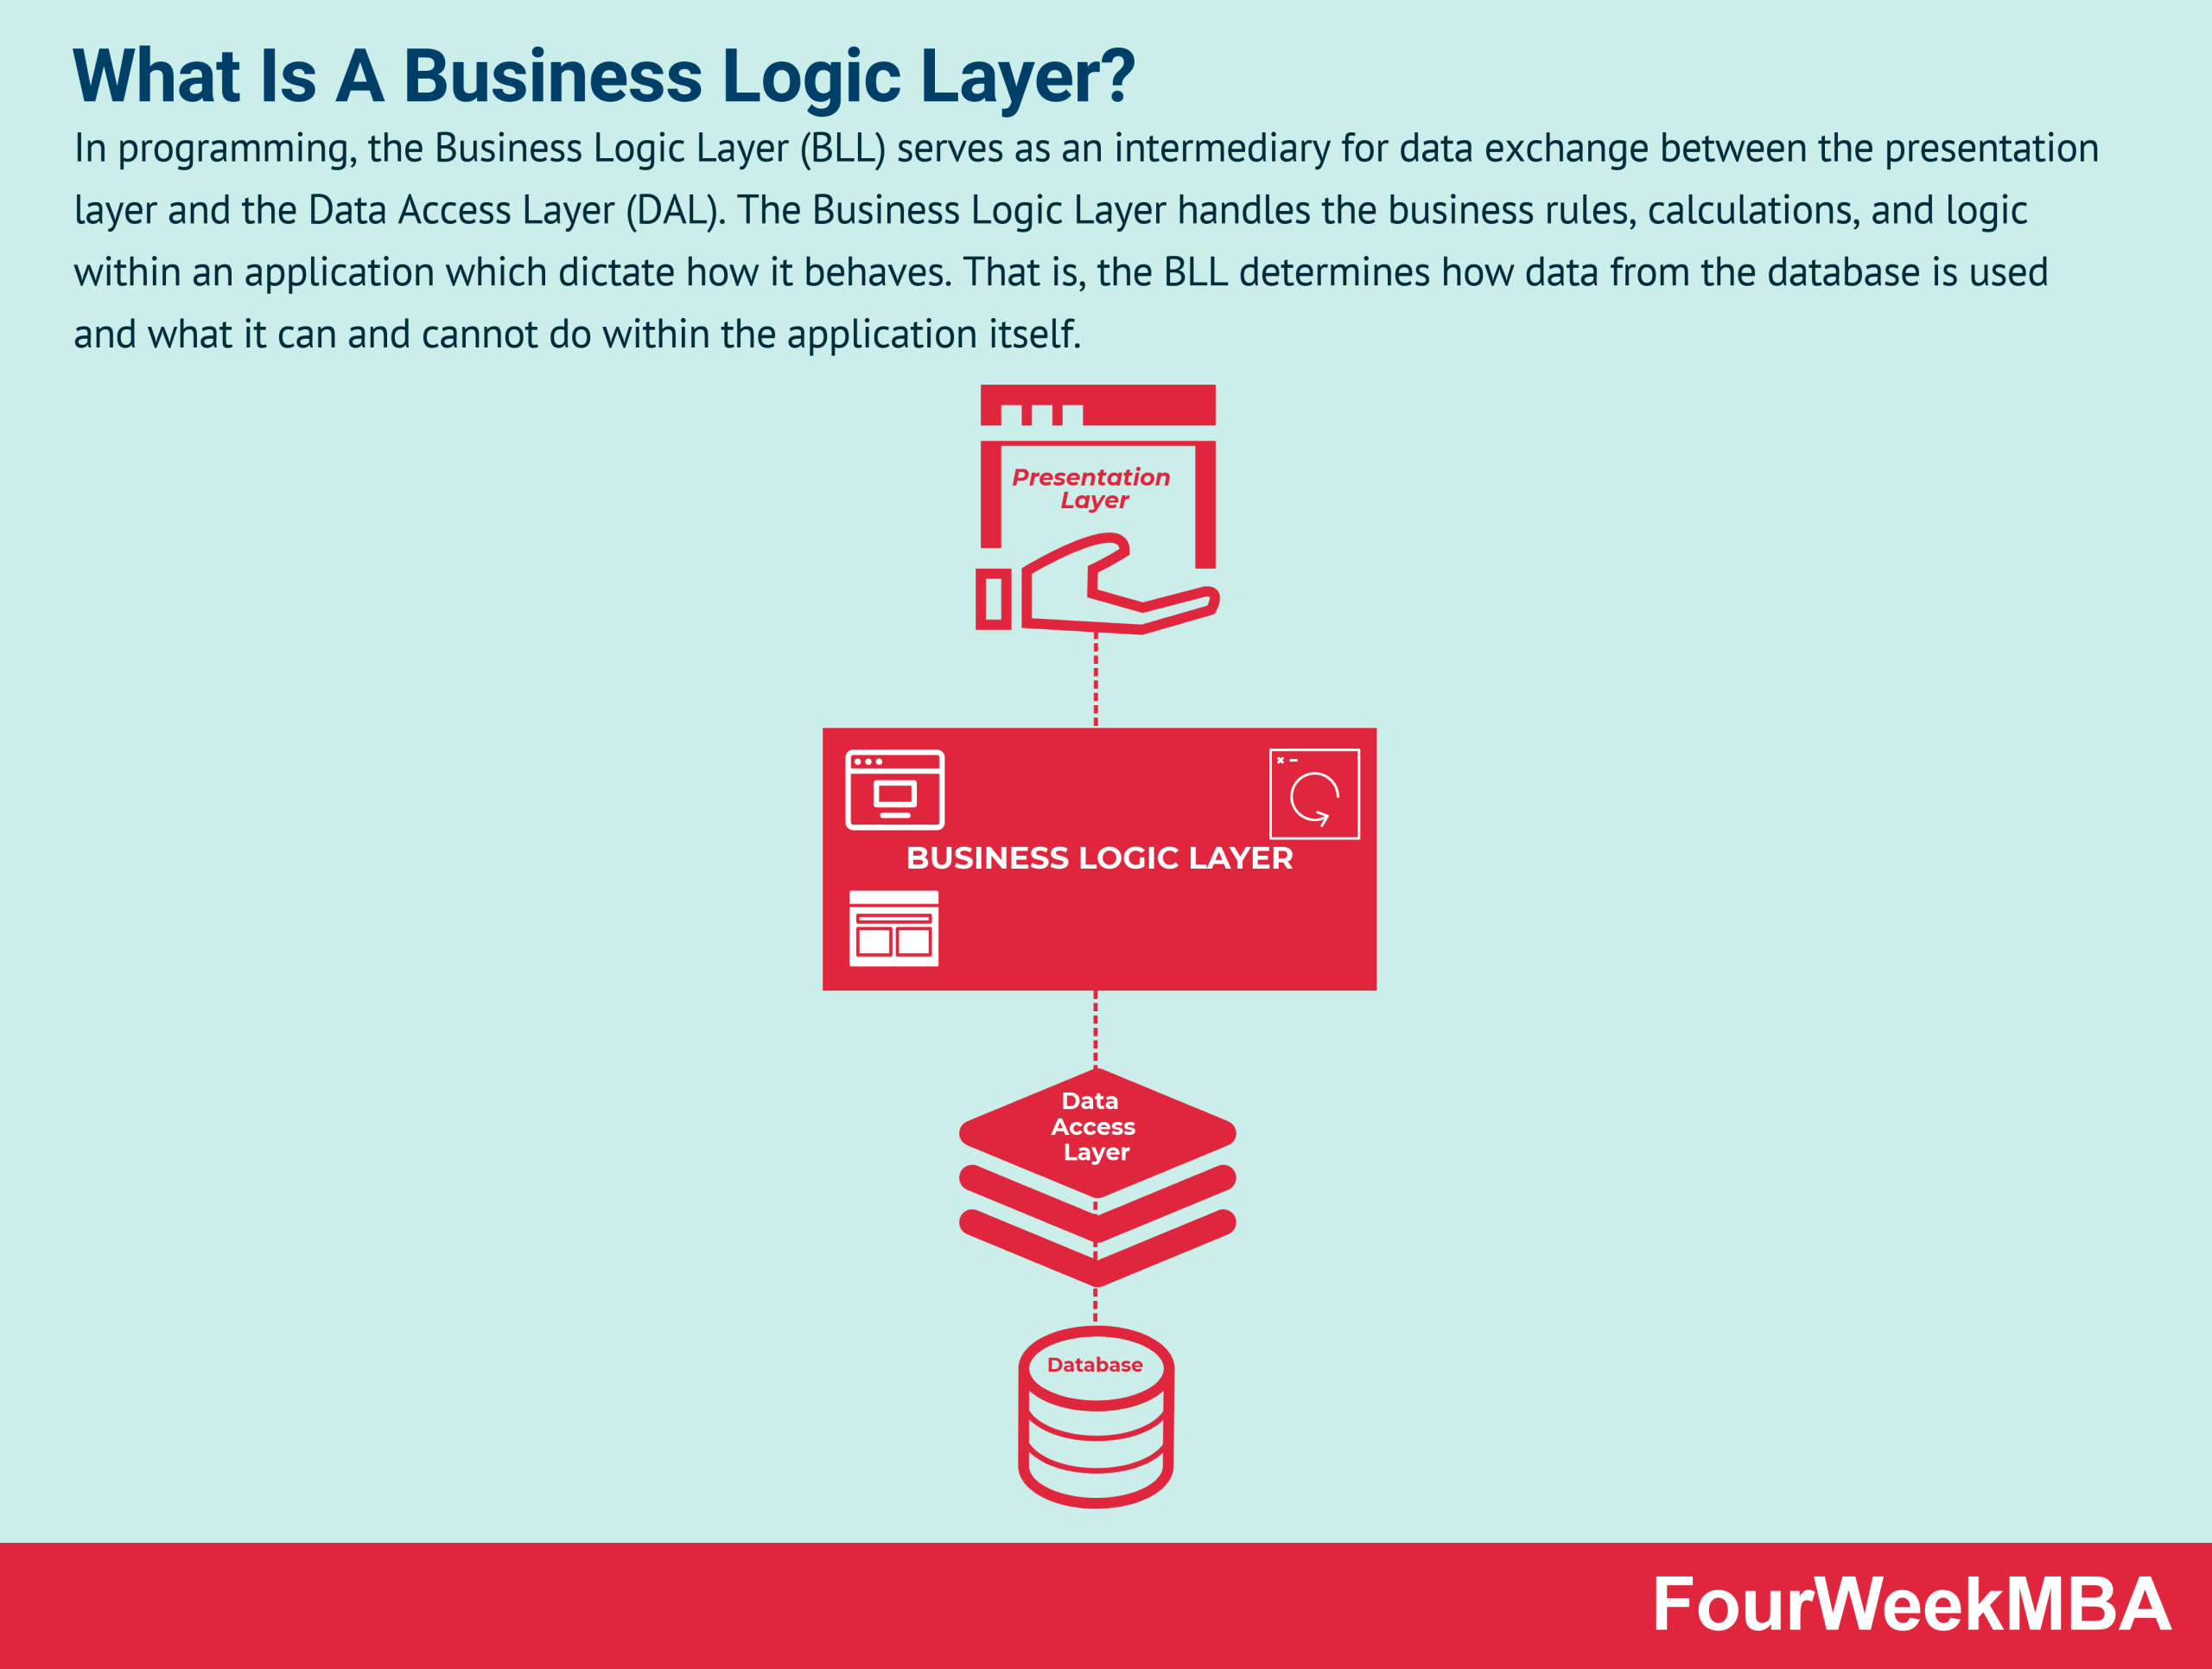 What Is A Business Logic Layer?
In programming, the Business Logic Layer (BLL) serves as an intermediary for data exchange between the presentation
layer and the Data Access Layer (DAL). The Business Logic Layer handles the business rules, calculations, and logic
within an application which dictate how it behaves. That is, the BLL determines how data from the database is used
and what it can and cannot do within the application itself.
Presentation
Layer
BUSINESS LOGIC LAYER
Data
Access
Layer
Database
FourWeekMBA